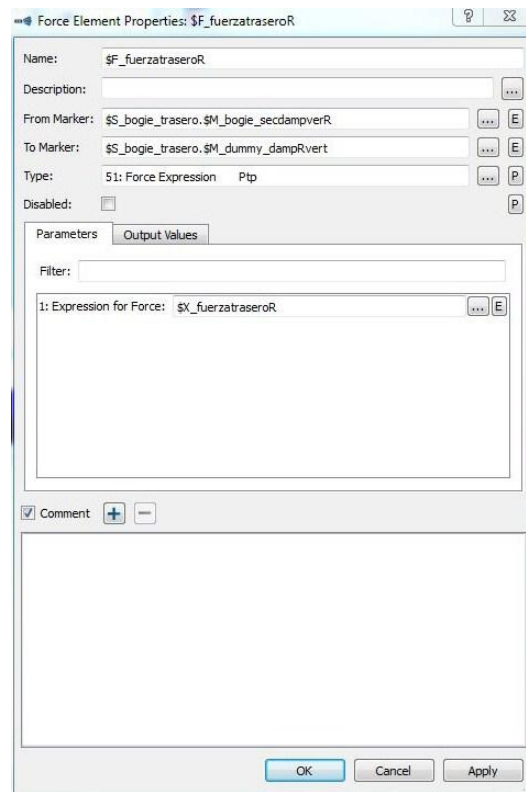 Force Element Properties: $F_fuerzatraseroR
Name: $F_fuerzatraseroR
Description: ...
From Marker: $S_bogie_trasero.$M_bogie_secdampverR ... E
To Marker: $S_bogie_trasero.$M_dummy_dampRvert ... E
Type: 51: Force Expression Ptp ... P
Disabled: P
Parameters Output Values
Filter:
1: Expression for Force: $X_fuerzatraseroR ... E
Comment
OK Cancel Apply